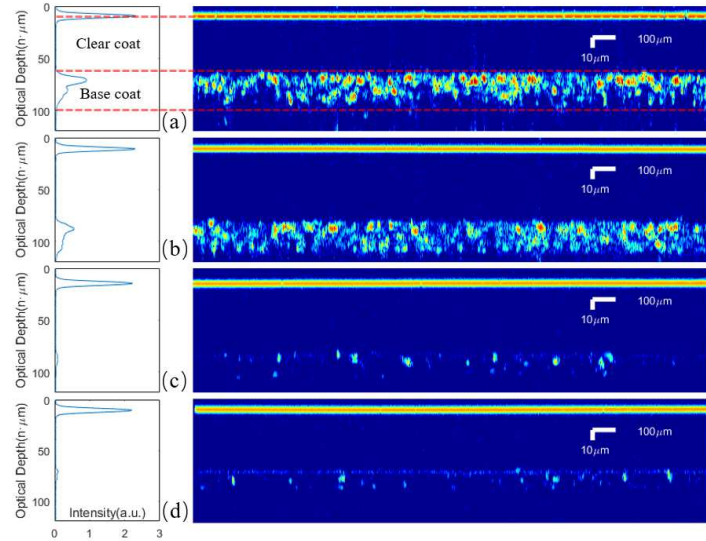 0
50
100
Optical Depth(n·μm)
Clear coat
Base coat
(a)
100μm
10μm
0
50
100
Optical Depth(n·μm)
(b)
100μm
10μm
0
50
100
Optical Depth(n·μm)
(c)
100μm
10μm
0
50
100
Optical Depth(n·μm)
Intensity(a.u.)
(d)
100μm
10μm
0 1 2 3